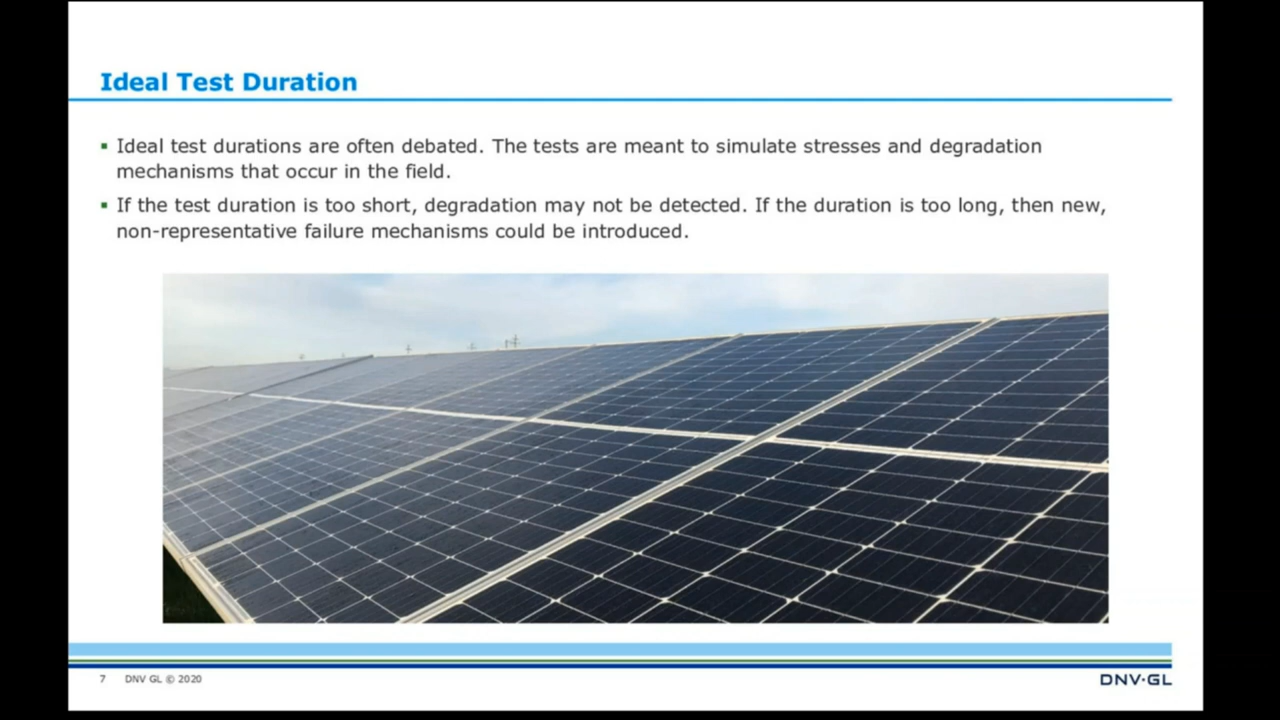 Ideal Test Duration
▪ Ideal test durations are often debated. The tests are meant to simulate stresses and degradation
mechanisms that occur in the field.
▪ If the test duration is too short, degradation may not be detected. If the duration is too long, then new,
non-representative failure mechanisms could be introduced.
7 DNV GL © 2020
DNV·GL